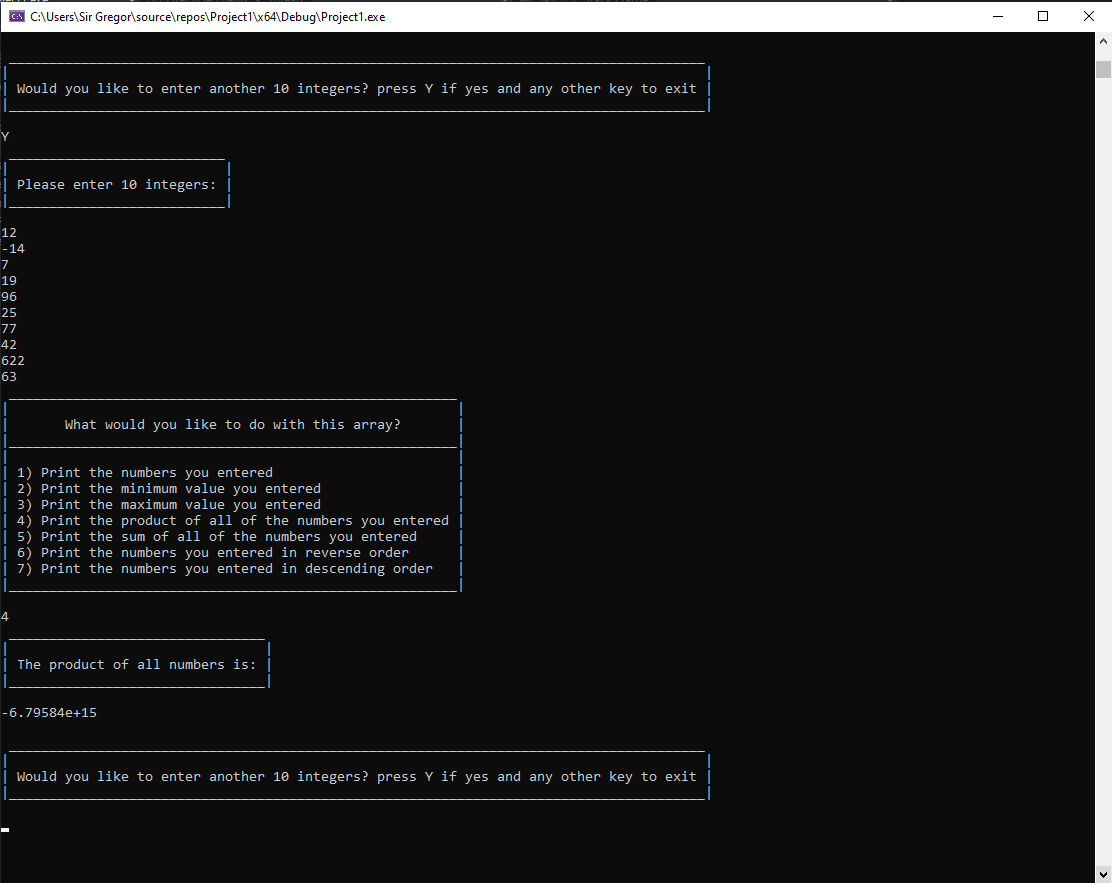 C:\Users\Sir Gregor\source\repos\Project1\x64\Debug\Project1.exe
Would you like to enter another 10 integers? press Y if yes and any other key to exit
Y
Please enter 10 integers:
12
-14
7
19
96
25
77
42
622
63
What would you like to do with this array?
1) Print the numbers you entered
2) Print the minimum value you entered
3) Print the maximum value you entered
4) Print the product of all of the numbers you entered
5) Print the sum of all of the numbers you entered
6) Print the numbers you entered in reverse order
7) Print the numbers you entered in descending order
4
The product of all numbers is:
-6.79584e+15
Would you like to enter another 10 integers? press Y if yes and any other key to exit